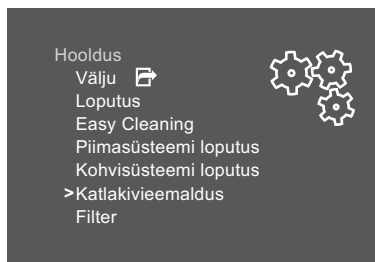 Hooldus
Välju
Loputus
Easy Cleaning
Piimasüsteemi loputus
Kohvisüsteemi loputus
>Katlakivieemaldus
Filter